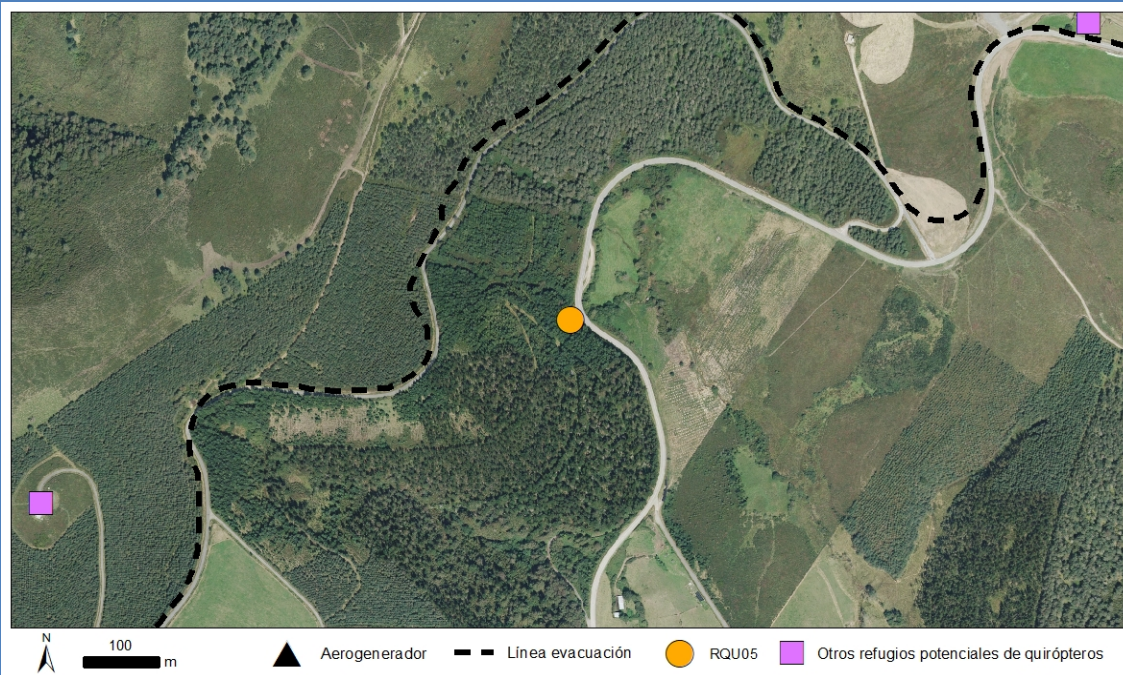 N
100
m
Aerogenerador
Línea evacuación
RQU05
Otros refugios potenciales de quirópteros